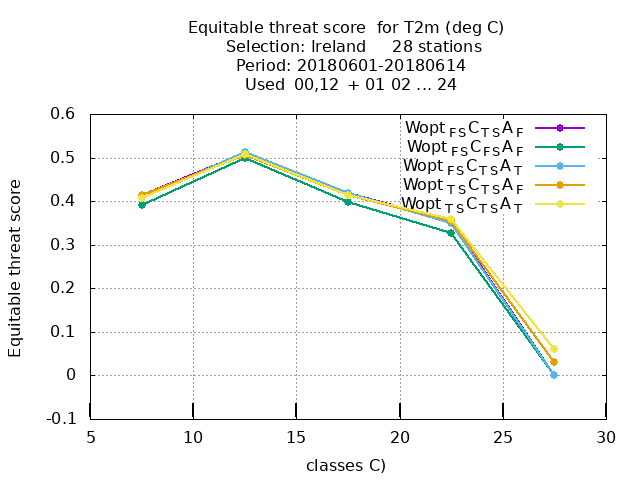 Equitable threat score  for T2m (deg C)
Selection: Ireland     28 stations
Period: 20180601-20180614
Used  00,12  + 01 02 ... 24
Wopt FS C TS A F
Wopt FS C FS A F
Wopt FS C TS A T
Wopt TS C TS A F
Wopt TS C TS A T
Equitable threat score
0.6
0.5
0.4
0.3
0.2
0.1
0
-0.1
5 10 15 20 25 30
classes C)